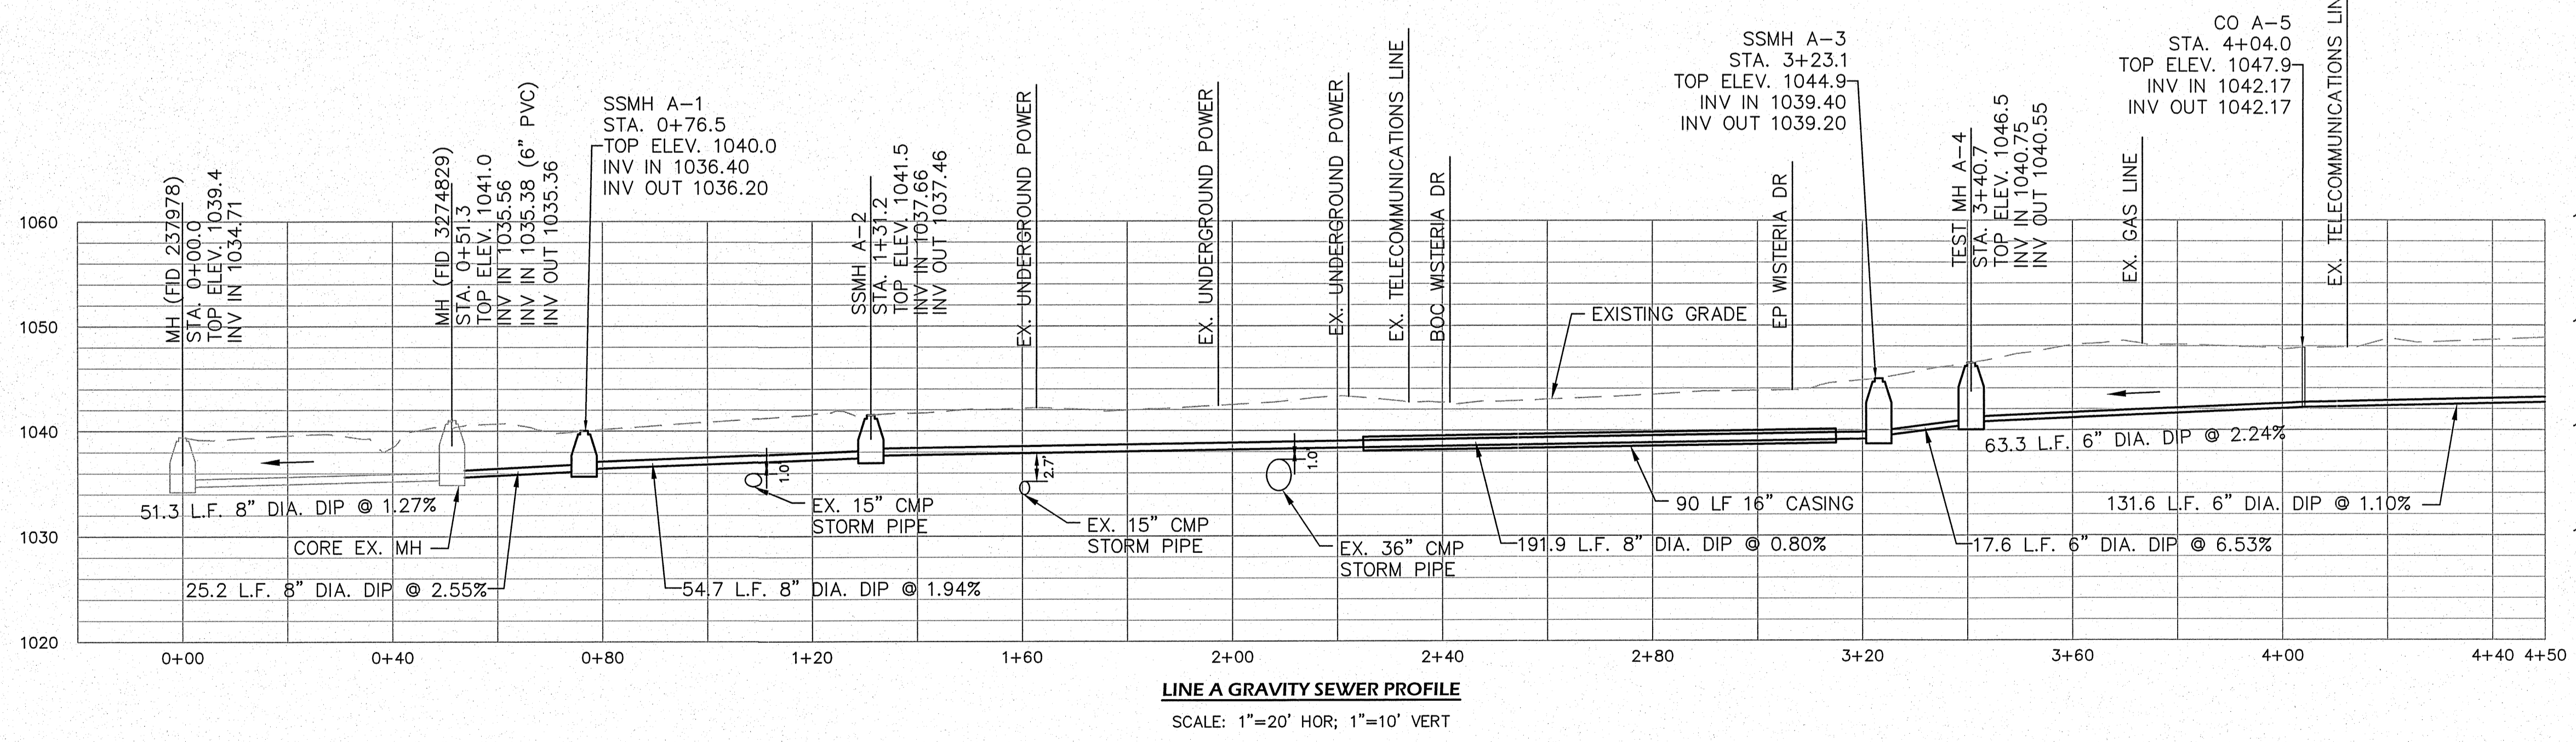 MH (FID 237978)
STA. 0+00.0
TOP ELEV. 1039.4
INV IN 1034.71
MH (FID 3274829)
STA. 0+51.3
TOP ELEV. 1041.0
INV IN 1035.56
INV IN 1035.38 (6" PVC)
INV OUT 1035.36
SSMH A-1
STA. 0+76.5
TOP ELEV. 1040.0
INV IN 1036.40
INV OUT 1036.20
SSMH A-2
STA. 1+31.2
TOP ELEV. 1041.5
INV IN 1037.66
INV OUT 1037.46
EX. UNDERGROUND POWER
EX. UNDERGROUND POWER
EX. UNDERGROUND POWER
EX. TELECOMMUNICATIONS LINE
BOC WISTERIA DR
EXISTING GRADE
EP WISTERIA DR
SSMH A-3
STA. 3+23.1
TOP ELEV. 1044.9
INV IN 1039.40
INV OUT 1039.20
TEST MH A-4
STA. 3+40.7
TOP ELEV. 1046.5
INV IN 1040.75
INV OUT 1040.55
EX. GAS LINE
CO A-5
STA. 4+04.0
TOP ELEV. 1047.9
INV IN 1042.17
INV OUT 1042.17
EX. TELECOMMUNICATIONS LIN
1060
1050
1040
1030
1020
51.3 L.F. 8" DIA. DIP @ 1.27%
CORE EX. MH
25.2 L.F. 8" DIA. DIP @ 2.55%
54.7 L.F. 8" DIA. DIP @ 1.94%
1.0'
EX. 15" CMP
STORM PIPE
2.7'
EX. 15" CMP
STORM PIPE
1.0'
EX. 36" CMP
STORM PIPE
191.9 L.F. 8" DIA. DIP @ 0.80%
90 LF 16" CASING
17.6 L.F. 6" DIA. DIP @ 6.53%
63.3 L.F. 6" DIA. DIP @ 2.24%
131.6 L.F. 6" DIA. DIP @ 1.10%
0+00
0+40
0+80
1+20
1+60
2+00
2+40
2+80
3+20
3+60
4+00
4+40
4+50
LINE A GRAVITY SEWER PROFILE
SCALE: 1"=20' HOR; 1"=10' VERT